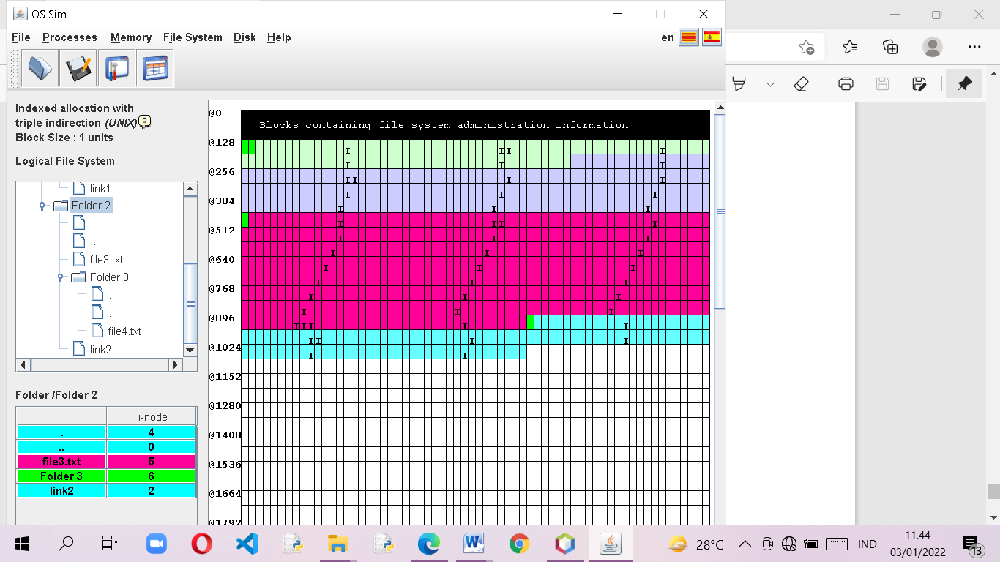 OS Sim
File Processes Memory File System Disk Help
en
Indexed allocation with
triple indirection (UNIX)
Block Size : 1 units
Logical File System
link1
Folder 2
.
..
file3.txt
Folder 3
.
..
file4.txt
link2
Folder /Folder 2
i-node
. 4
.. 0
file3.txt 5
Folder 3 6
link2 2
@0
Blocks containing file system administration information
@128
I I I I
I I I
@256
I I I I
I I I
@384
I I I
I I I I
@512
I I I
I I I
@640
I I I
I I I
@768
I I I
I I I
@896
I I I I I
I I I I
@1024
I I
@1152
@1280
@1408
@1536
@1664
@1792
28°C
IND
11.44
03/01/2022
13